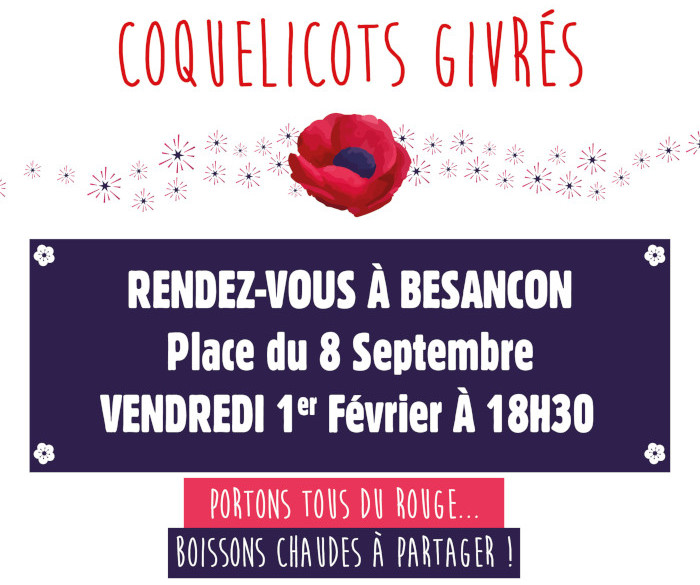 COQUELICOTS GIVRÉS
RENDEZ-VOUS À BESANCON
Place du 8 Septembre
VENDREDI 1er Février À 18H30
PORTONS TOUS DU ROUGE...
BOISSONS CHAUDES À PARTAGER !